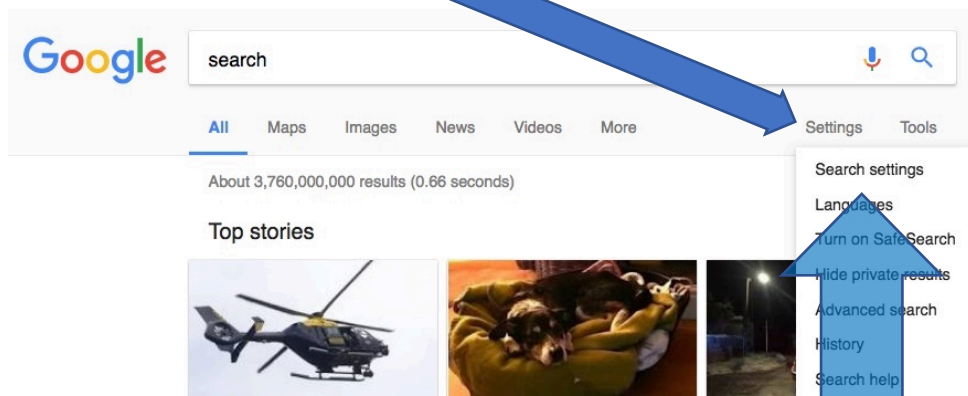 Google search
All Maps Images News Videos More Settings Tools
About 3,760,000,000 results (0.66 seconds)
Search settings
Languages
Top stories
Turn on SafeSearch
Hide private results
Advanced search
History
Search help